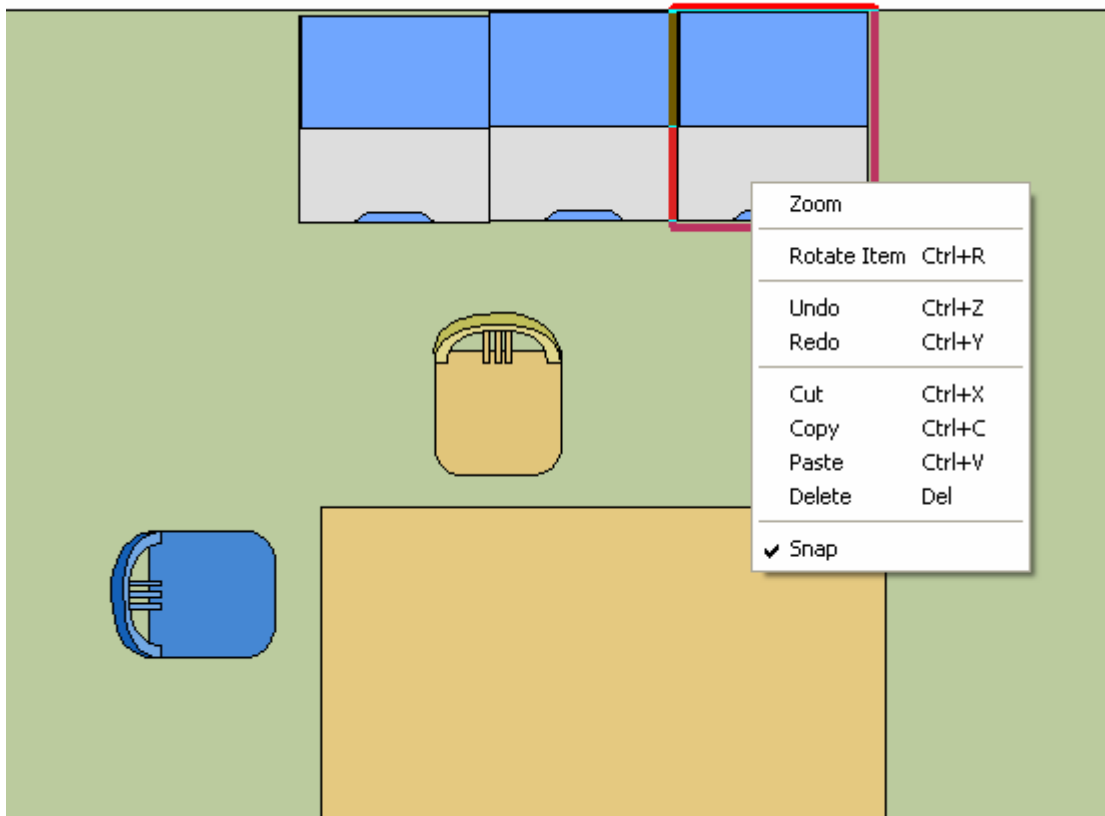 Zoom
Rotate Item Ctrl+R
Undo Ctrl+Z
Redo Ctrl+Y
Cut Ctrl+X
Copy Ctrl+C
Paste Ctrl+V
Delete Del
Snap